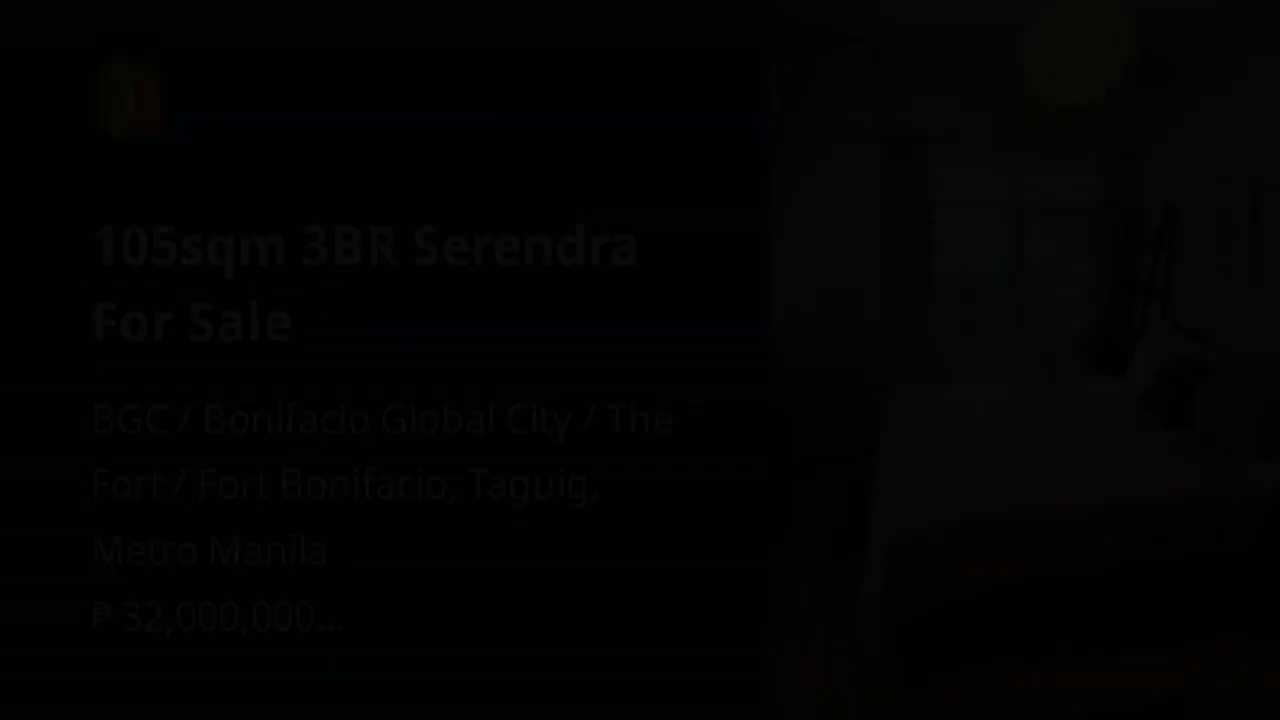 105sqm 3BR Serendra
For Sale
BGC / Bonifacio Global City / The
Fort / Fort Bonifacio, Taguig,
Metro Manila
₱ 32,000,000...